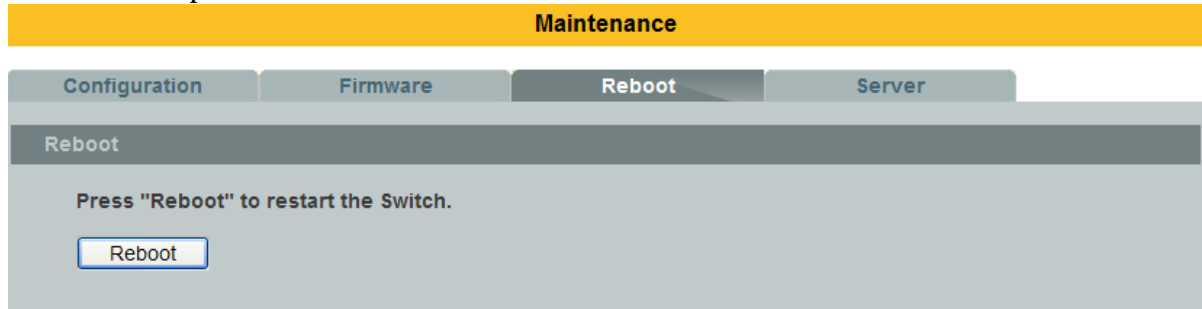 Maintenance
Configuration Firmware Reboot Server
Reboot
Press "Reboot" to restart the Switch.
Reboot